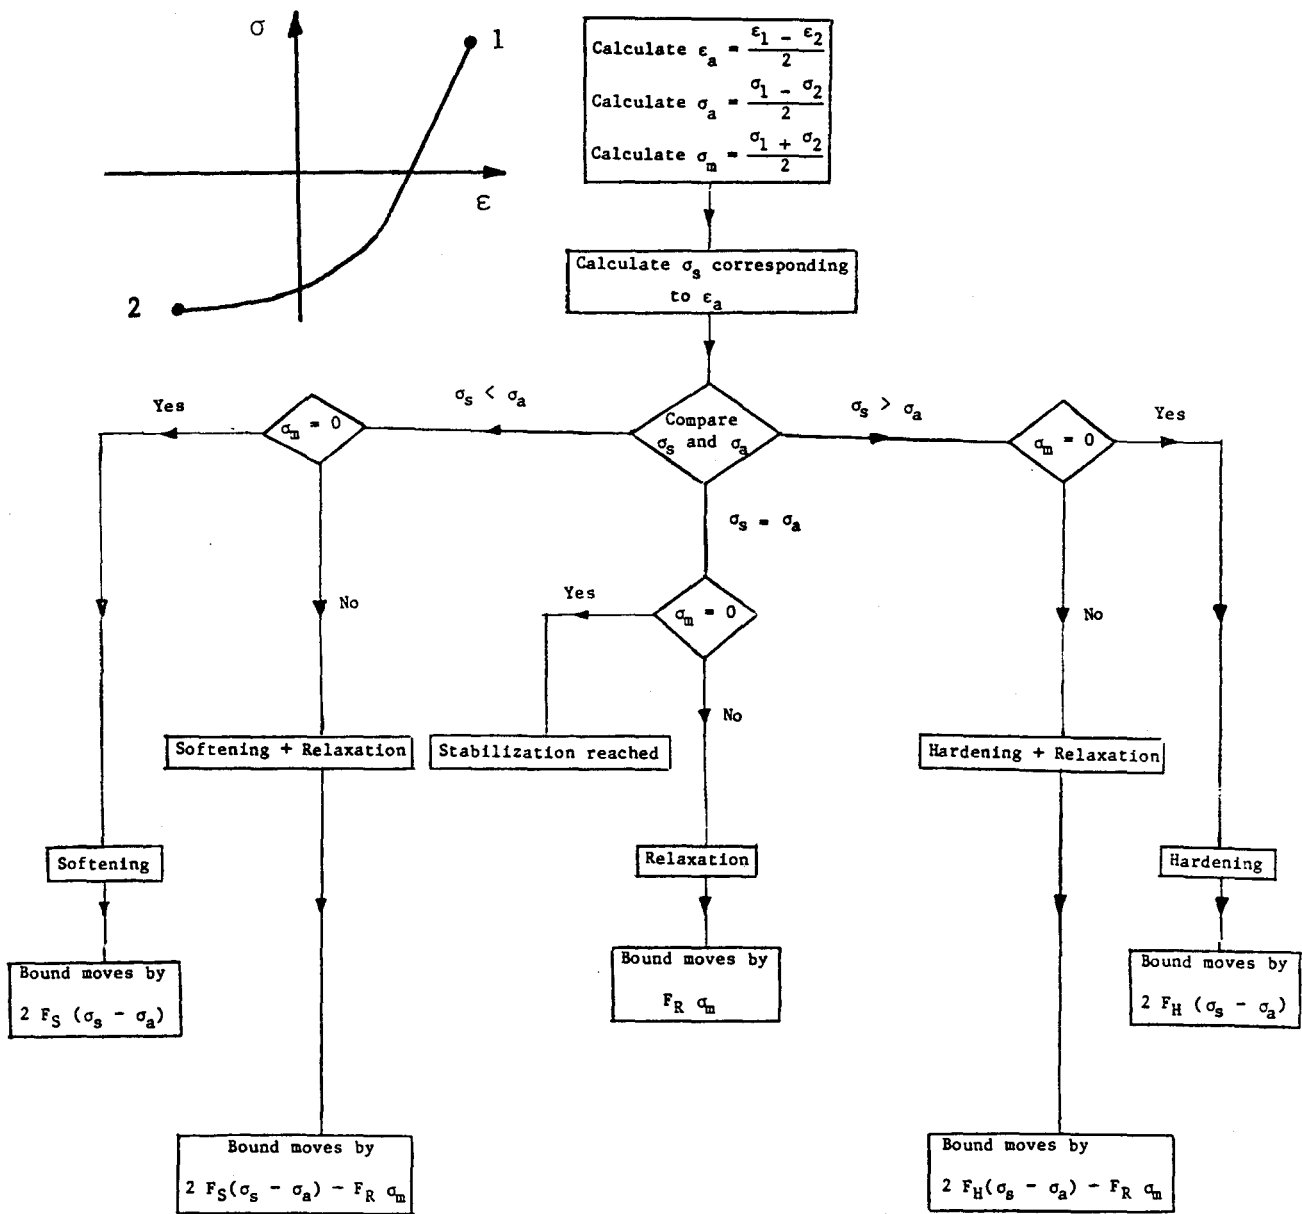 σ
1
ε
2
Calculate ε_a = (ε_1 - ε_2)/2
Calculate σ_a = (σ_1 - σ_2)/2
Calculate σ_m = (σ_1 + σ_2)/2
Calculate σ_s corresponding
to ε_a
Compare
σ_s and σ_a
σ_s < σ_a
σ_s > σ_a
σ_s = σ_a
σ_m = 0
Yes
No
σ_m = 0
Yes
No
σ_m = 0
Yes
No
Softening + Relaxation
Stabilization reached
Hardening + Relaxation
Softening
Relaxation
Hardening
Bound moves by
2 F_S (σ_s - σ_a)
Bound moves by
F_R σ_m
Bound moves by
2 F_H (σ_s - σ_a)
Bound moves by
2 F_S(σ_s - σ_a) - F_R σ_m
Bound moves by
2 F_H(σ_s - σ_a) - F_R σ_m